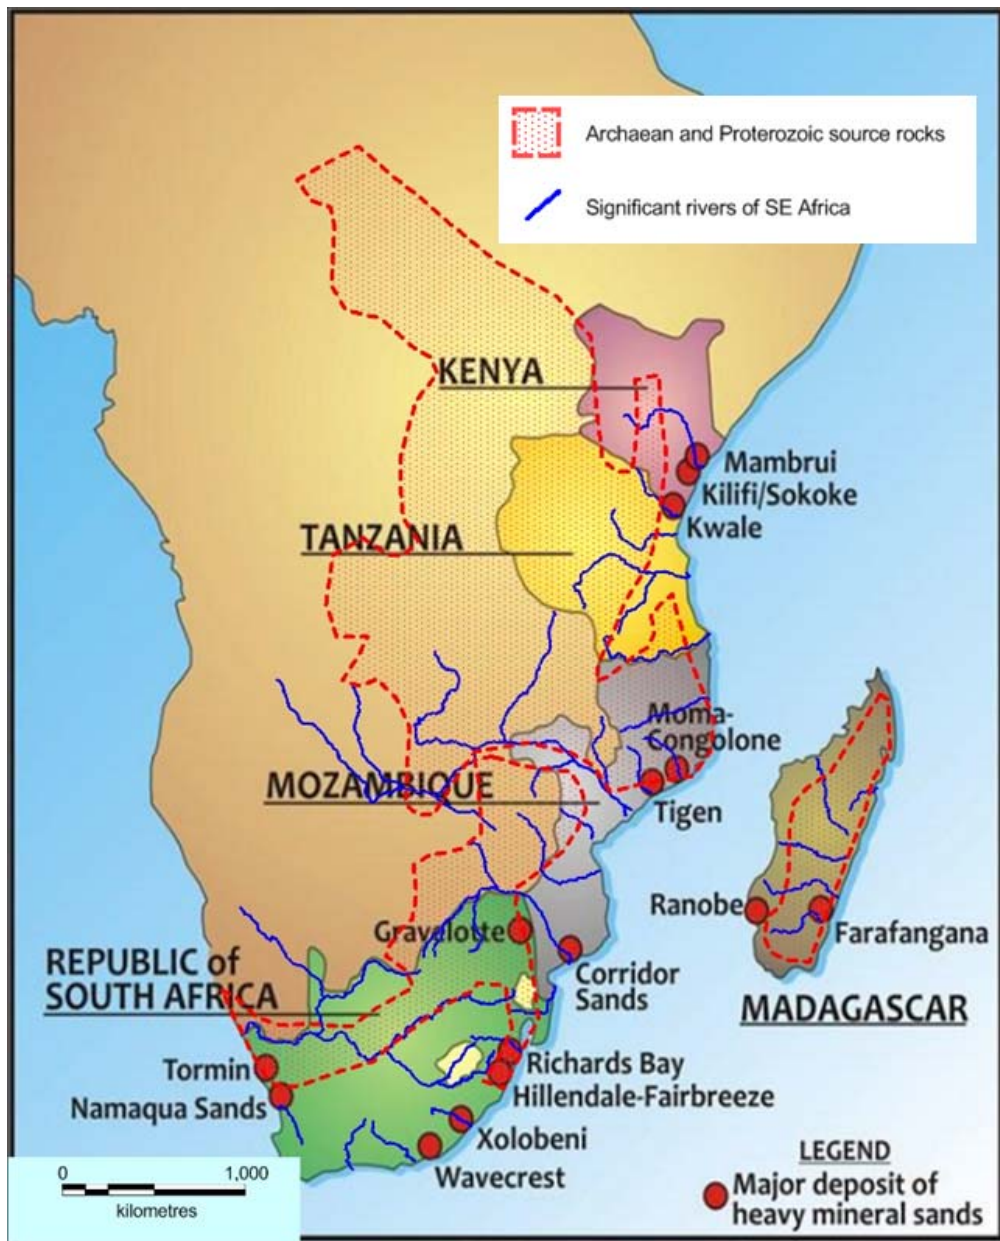 Archaean and Proterozoic source rocks
Significant rivers of SE Africa
KENYA
Mambrui
Kilifi/Sokoke
Kwale
TANZANIA
Moma-
Congolone
MOZAMBIQUE
Tigen
Ranobe
Farafangana
Gravelotte
REPUBLIC of
SOUTH AFRICA
Corridor
Sands
MADAGASCAR
Tormin
Richards Bay
Namaqua Sands
Hillendale-Fairbreeze
Xolobeni
Wavecrest
LEGEND
Major deposit of
heavy mineral sands
0 1,000
kilometres